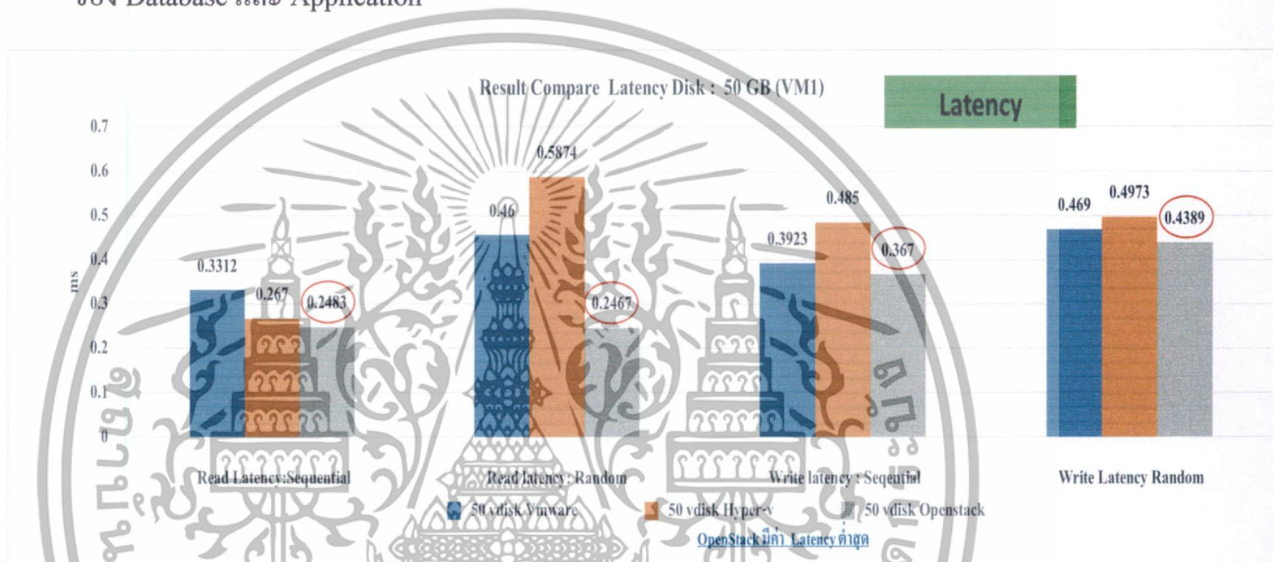 ของ Database และ Application
Result Compare Latency Disk : 50 GB (VM1)
Latency
0.7
0.6
0.5
0.4
0.3
0.2
0.1
0
ms
0.3312
0.267
0.2483
0.46
0.5874
0.2467
0.3923
0.485
0.367
0.469
0.4973
0.4389
Read Latency:Sequential
Read latency: Random
Write latency : Seqential
Write Latency Random
50 vdisk Vmware
50 vdisk Hyper-v
50 vdisk Openstack
OpenStack มีค่า Latency ต่ำสุด